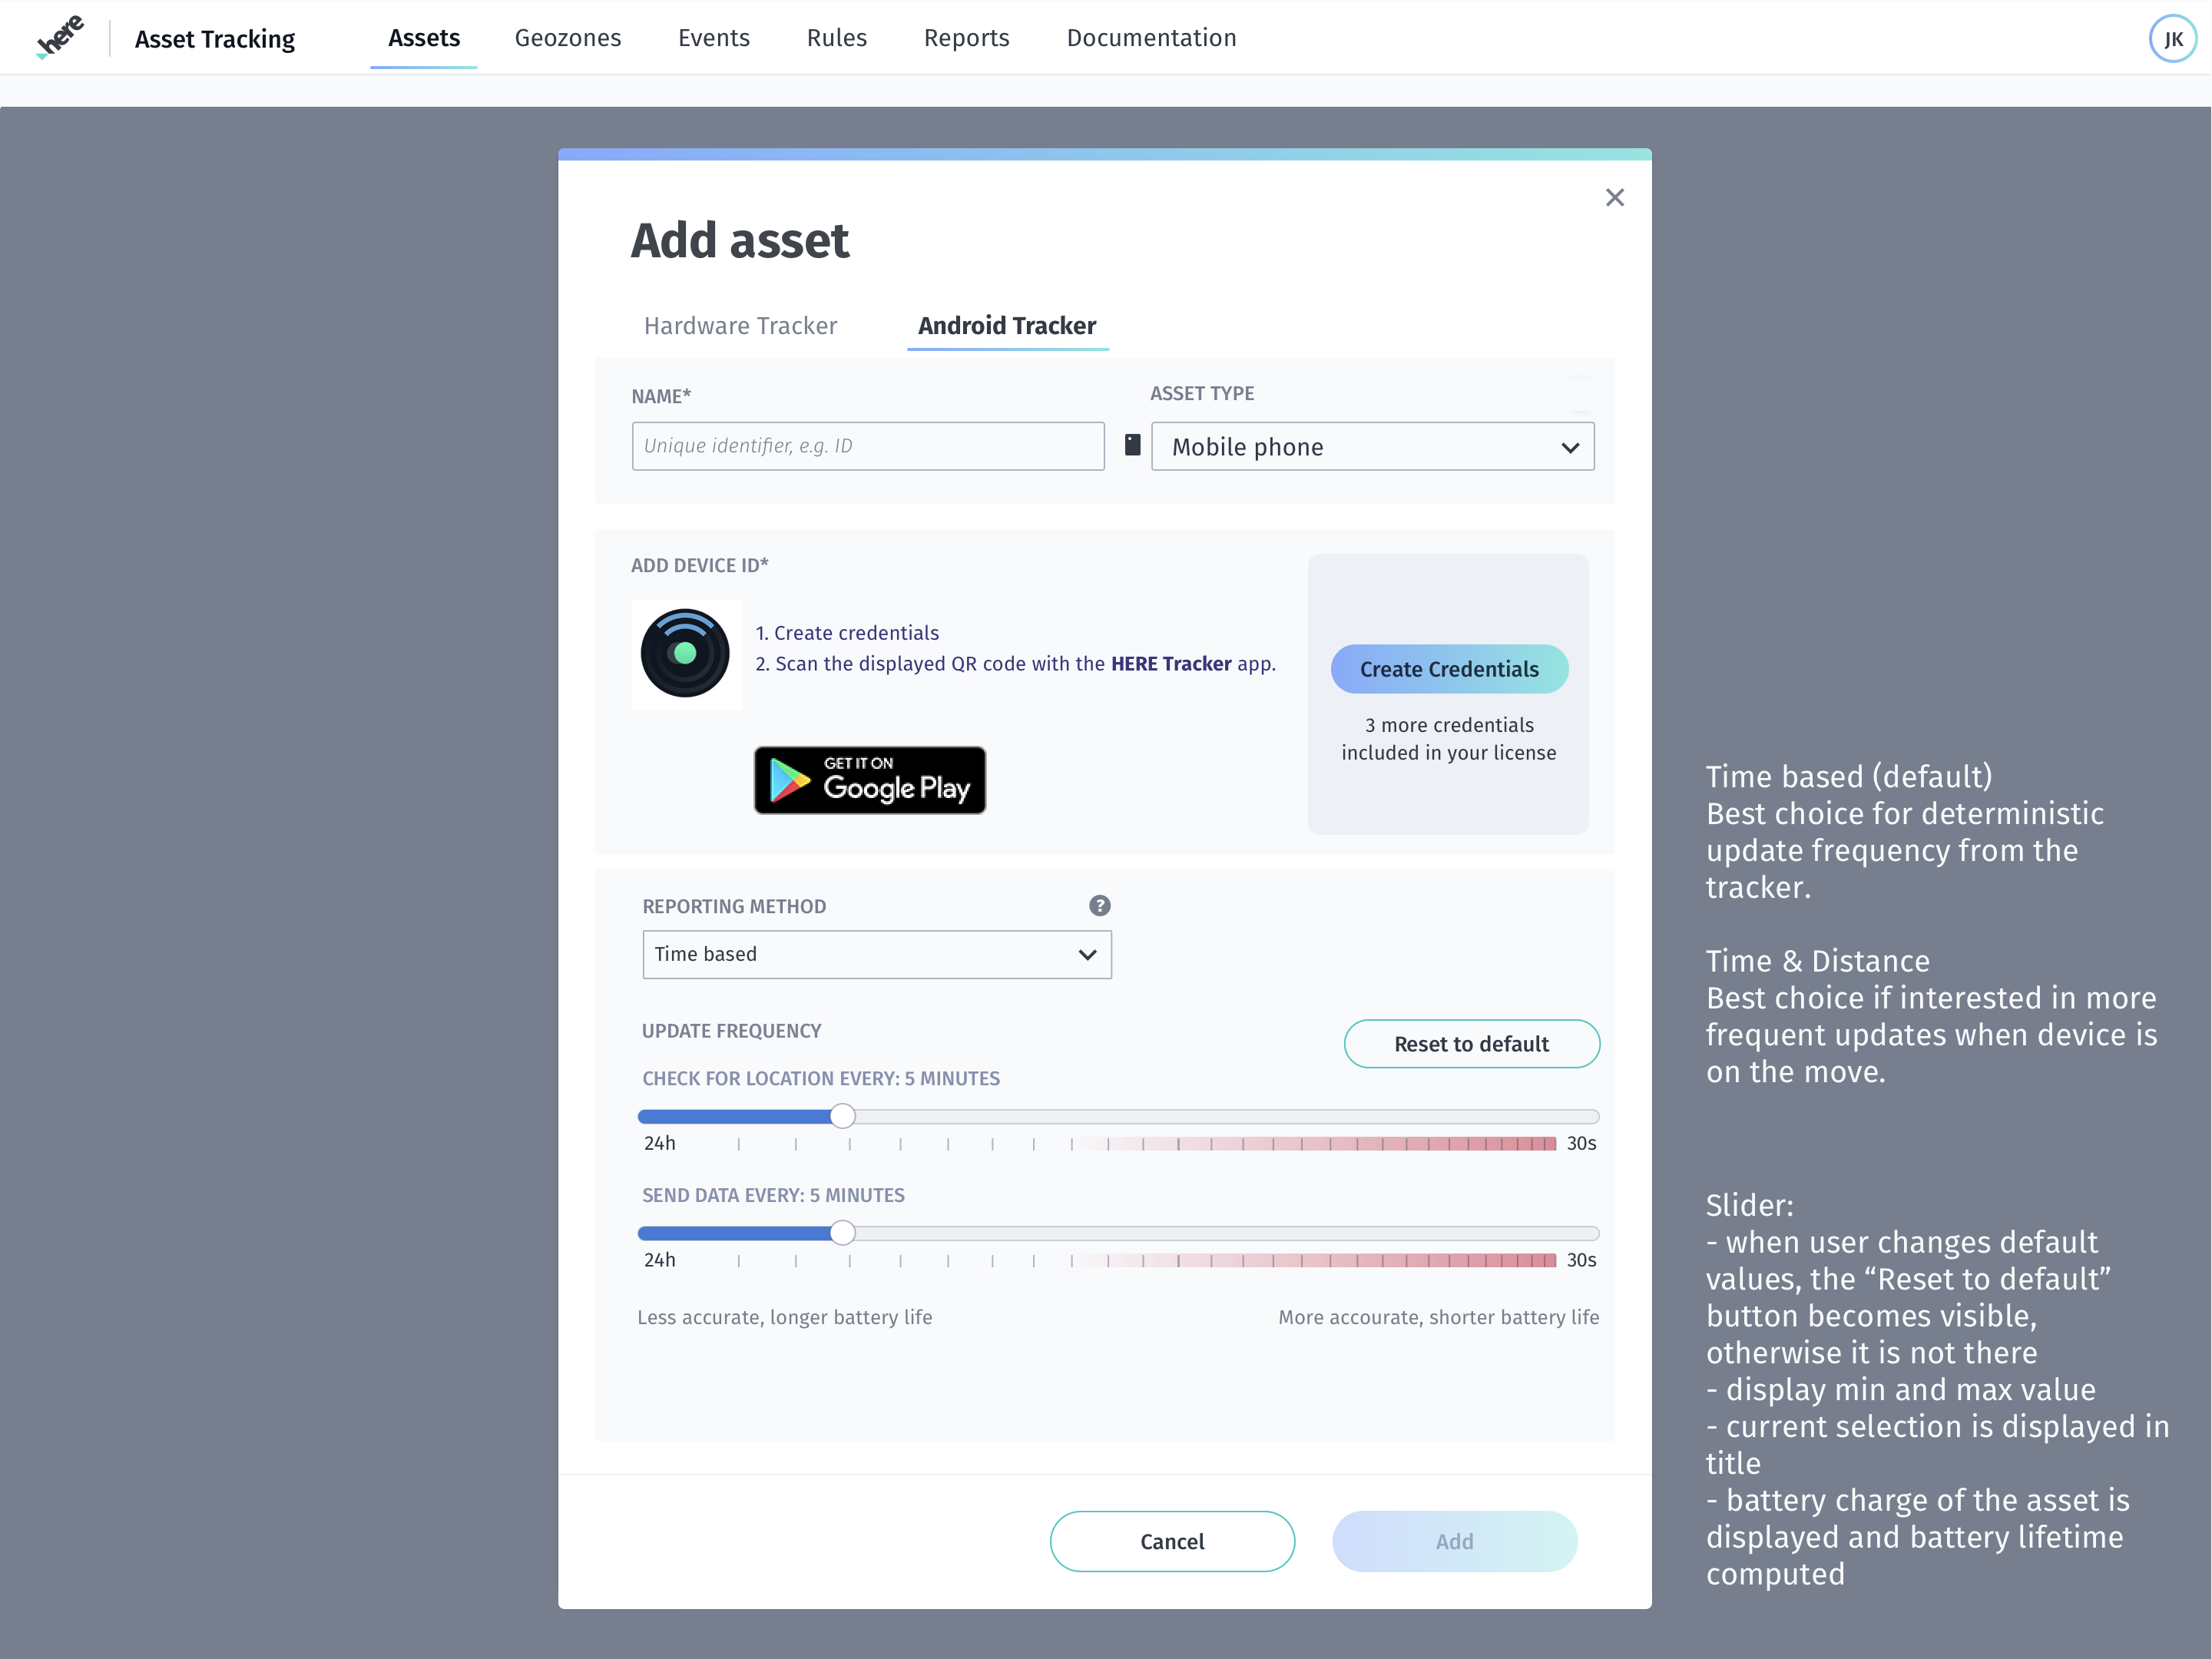 here
Asset Tracking
Assets
Geozones
Events
Rules
Reports
Documentation
JK
Add asset
Hardware Tracker
Android Tracker
NAME*
Unique identifier, e.g. ID
ASSET TYPE
Mobile phone
ADD DEVICE ID*
1. Create credentials
2. Scan the displayed QR code with the HERE Tracker app.
GET IT ON
Google Play
Create Credentials
3 more credentials
included in your license
REPORTING METHOD
?
Time based
UPDATE FREQUENCY
Reset to default
CHECK FOR LOCATION EVERY: 5 MINUTES
24h
30s
SEND DATA EVERY: 5 MINUTES
24h
30s
Less accurate, longer battery life
More accourate, shorter battery life
Cancel
Add
Time based (default)
Best choice for deterministic
update frequency from the
tracker.
Time & Distance
Best choice if interested in more
frequent updates when device is
on the move.
Slider:
- when user changes default
values, the “Reset to default”
button becomes visible,
otherwise it is not there
- display min and max value
- current selection is displayed in
title
- battery charge of the asset is
displayed and battery lifetime
computed